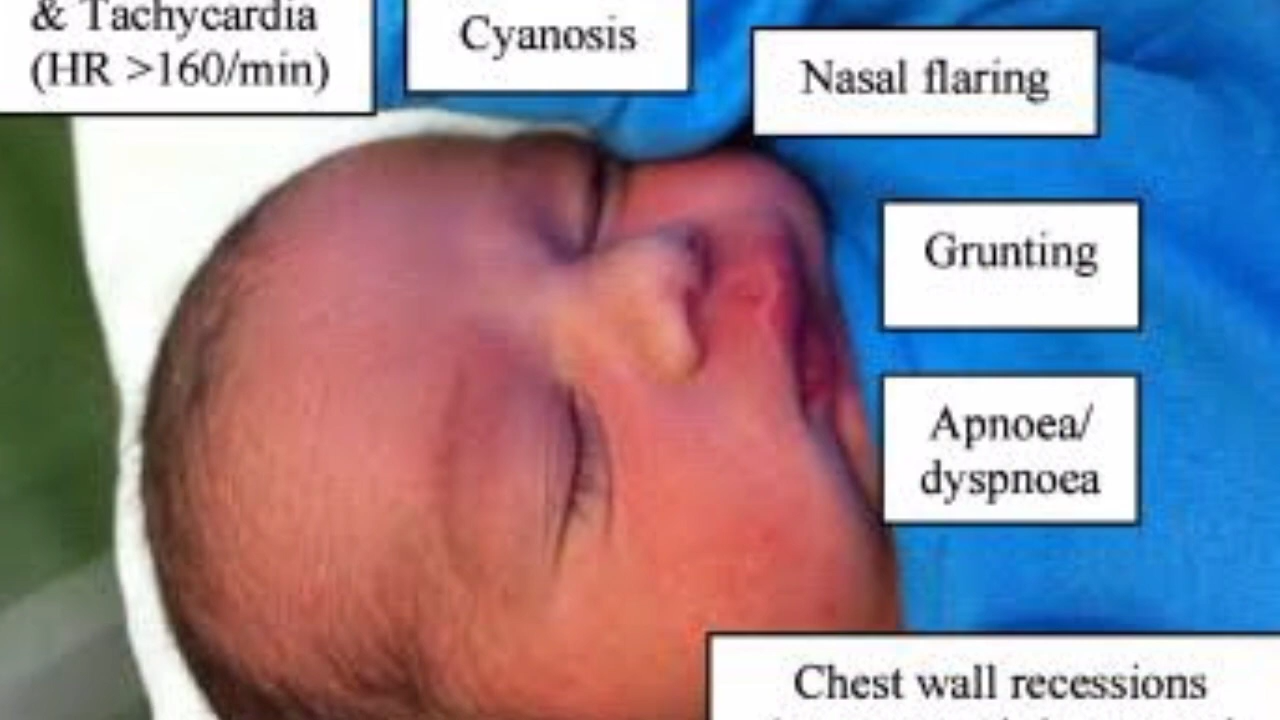 & Tachycardia
(HR >160/min)
Cyanosis
Nasal flaring
Grunting
Apnoea/
dyspnoea
Chest wall recessions